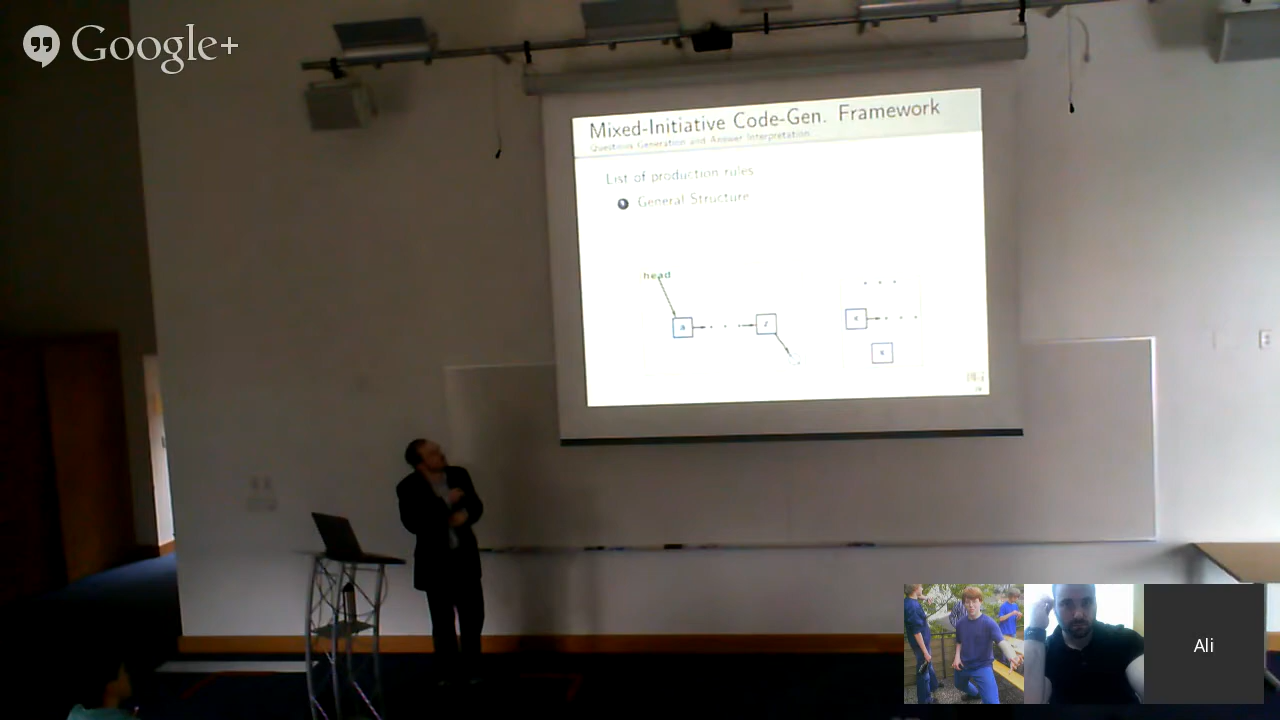 Google+
Mixed-Initiative Code-Gen. Framework
Questions Generation and Answer Interpretation
List of production rules
General Structure
head
a
z
x
Ali